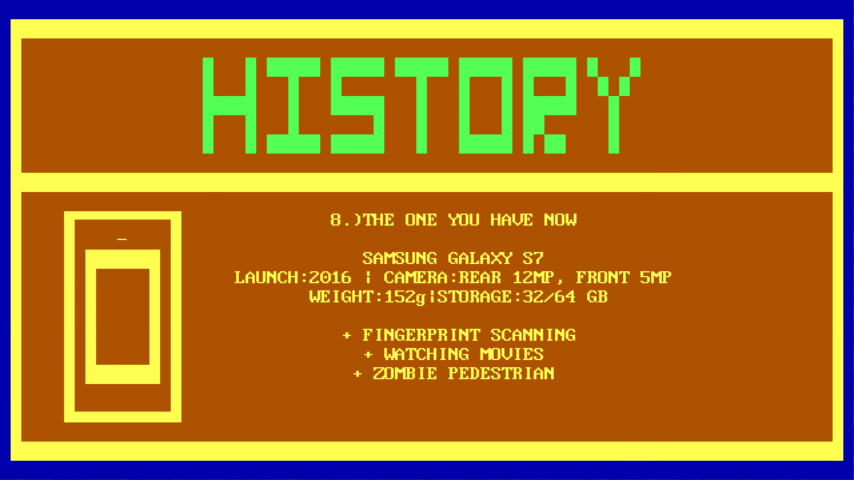 HISTORY
8.)THE ONE YOU HAVE NOW
SAMSUNG GALAXY S7
LAUNCH:2016 | CAMERA:REAR 12MP, FRONT 5MP
WEIGHT:152g|STORAGE:32/64 GB
+ FINGERPRINT SCANNING
+ WATCHING MOVIES
+ ZOMBIE PEDESTRIAN